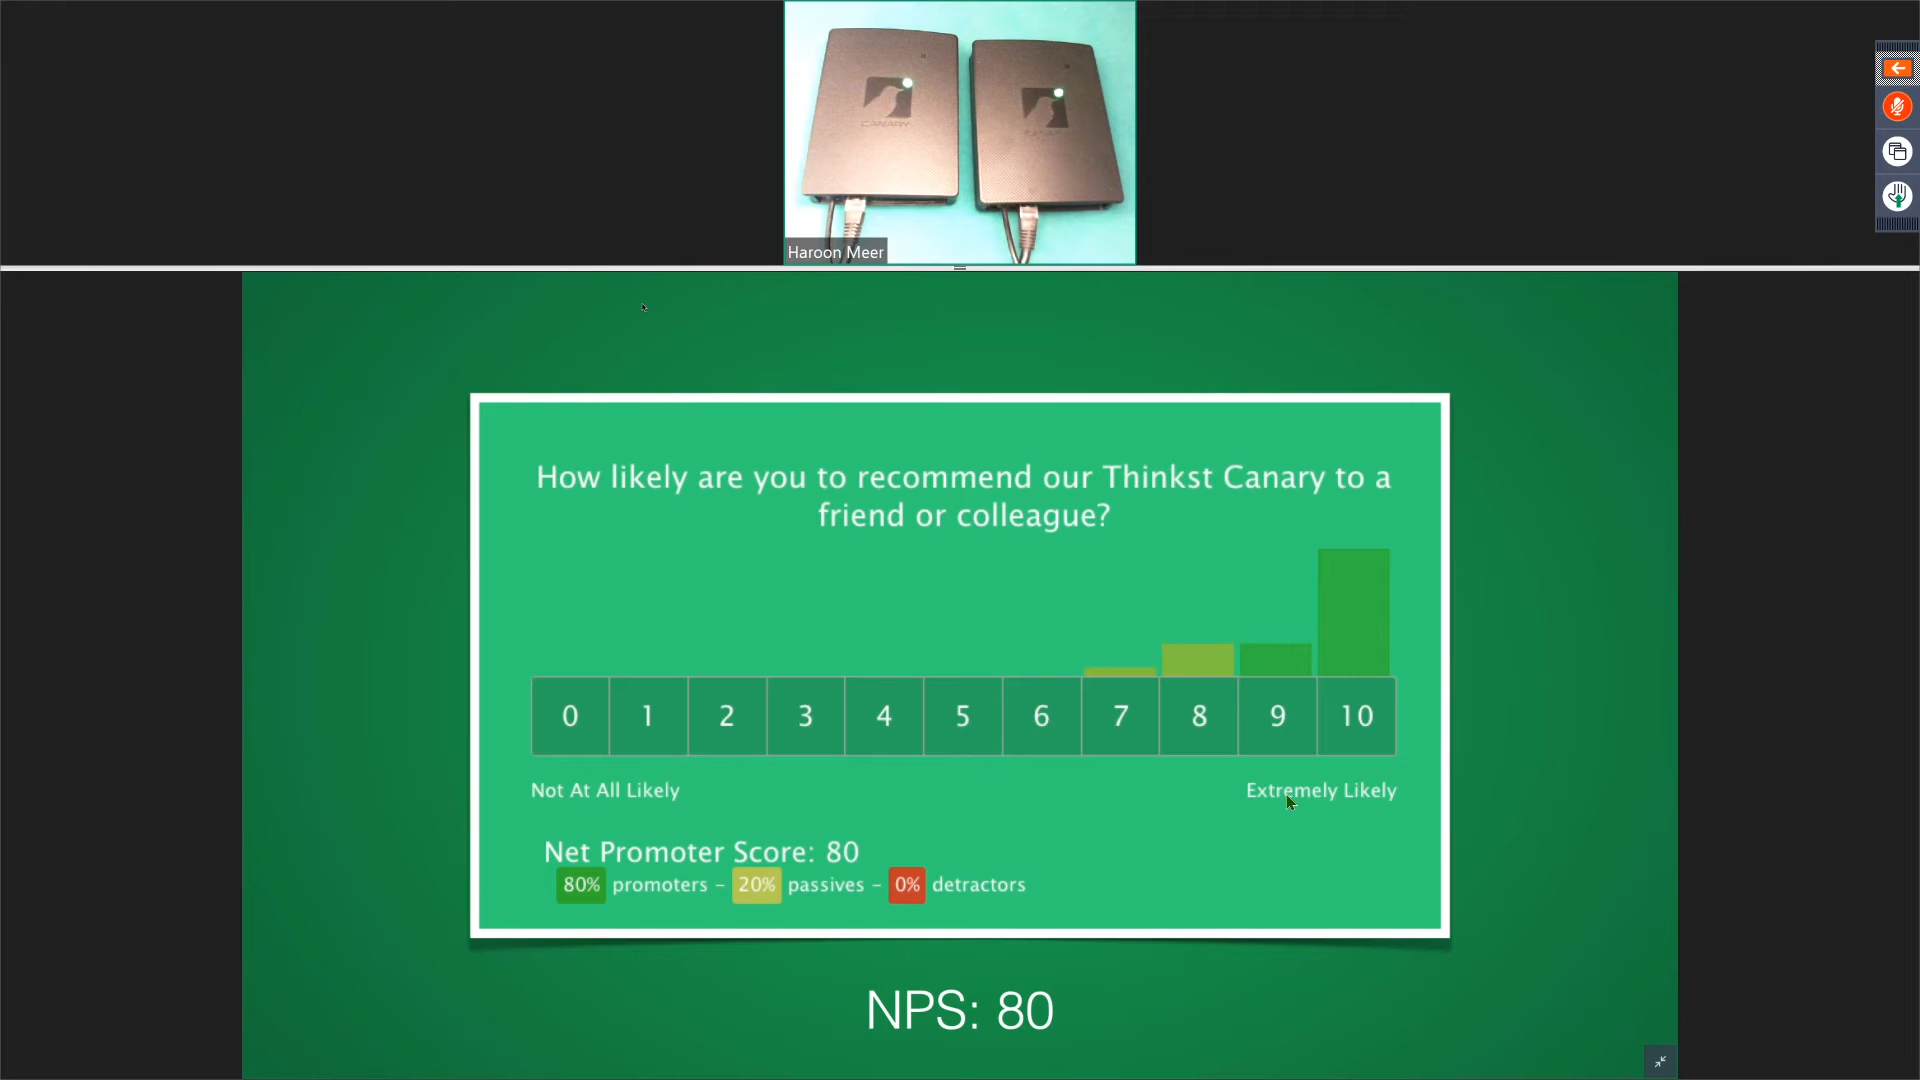 CANARY
Haroon Meer
How likely are you to recommend our Thinkst Canary to a
friend or colleague?
0 1 2 3 4 5 6 7 8 9 10
Not At All Likely
Extremely Likely
Net Promoter Score: 80
80% promoters – 20% passives – 0% detractors
NPS: 80